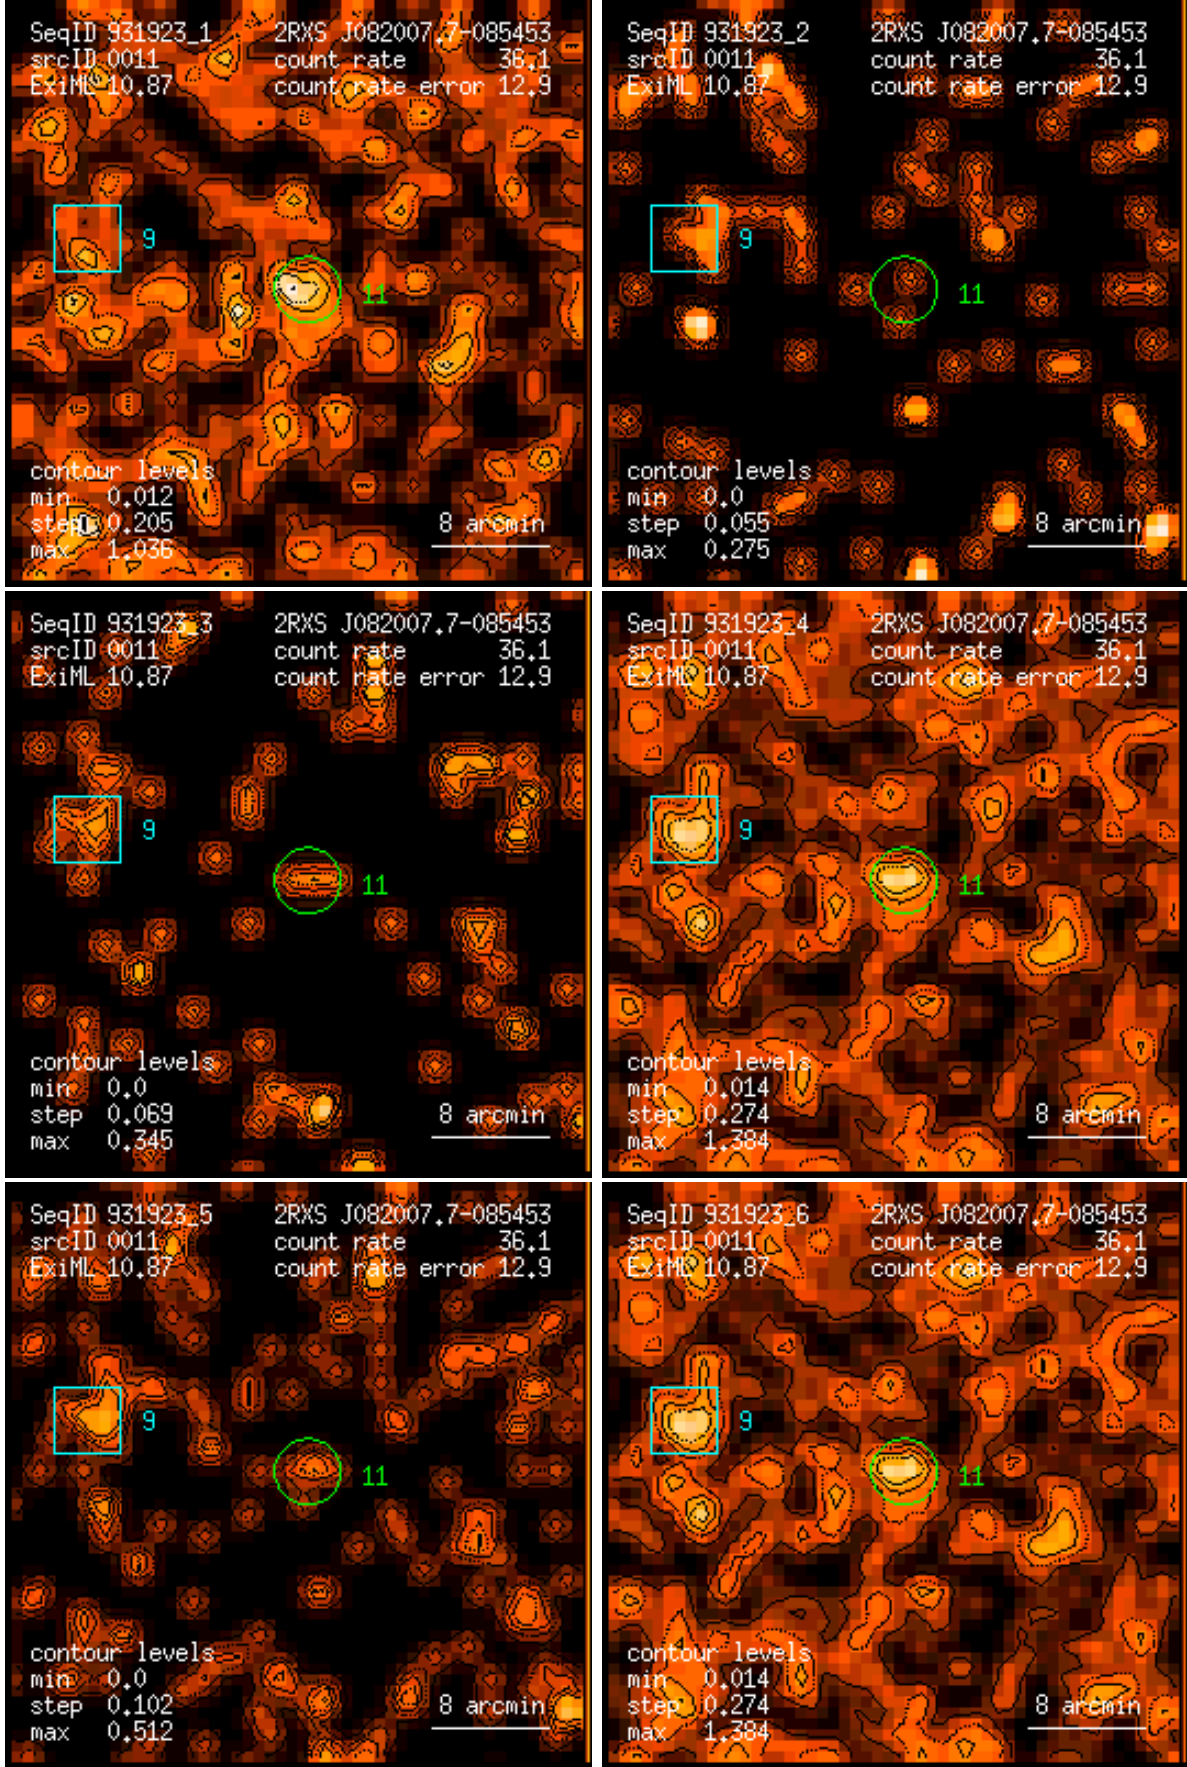 SeqID 931923_1 2RXS J082007.7-085453
srcID 0011 count rate 36.1
ExiML 10.87 count rate error 12.9
9
11
contour levels
min 0.012
step 0.205 8 arcmin
max 1.036
SeqID 931923_2 2RXS J082007.7-085453
srcID 0011 count rate 36.1
ExiML 10.87 count rate error 12.9
9
11
contour levels
min 0.0
step 0.055 8 arcmin
max 0.275
SeqID 931923_3 2RXS J082007.7-085453
srcID 0011 count rate 36.1
ExiML 10.87 count rate error 12.9
9
11
contour levels
min 0.0
step 0.069 8 arcmin
max 0.345
SeqID 931923_4 2RXS J082007.7-085453
srcID 0011 count rate 36.1
ExiML 10.87 count rate error 12.9
9
11
contour levels
min 0.014
step 0.274 8 arcmin
max 1.384
SeqID 931923_5 2RXS J082007.7-085453
srcID 0011 count rate 36.1
ExiML 10.87 count rate error 12.9
9
11
contour levels
min 0.0
step 0.102 8 arcmin
max 0.512
SeqID 931923_6 2RXS J082007.7-085453
srcID 0011 count rate 36.1
ExiML 10.87 count rate error 12.9
9
11
contour levels
min 0.014
step 0.274 8 arcmin
max 1.384